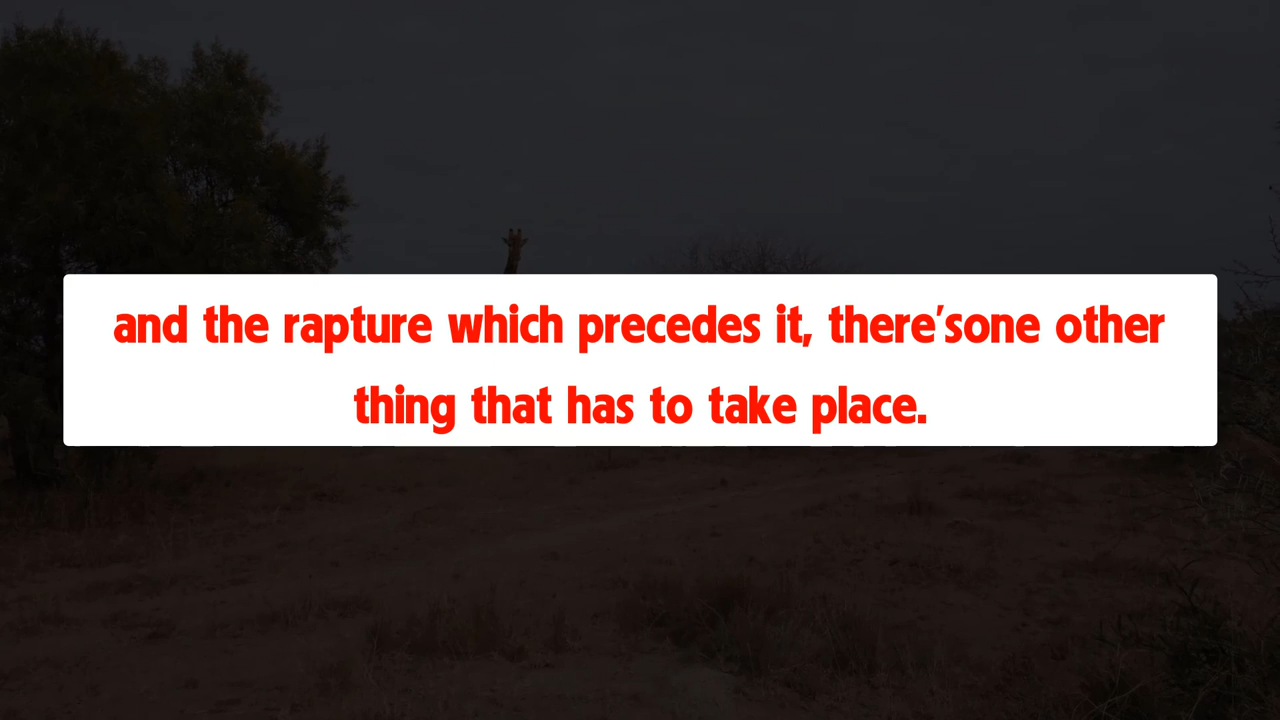 and the rapture which precedes it, there'sone other
thing that has to take place.